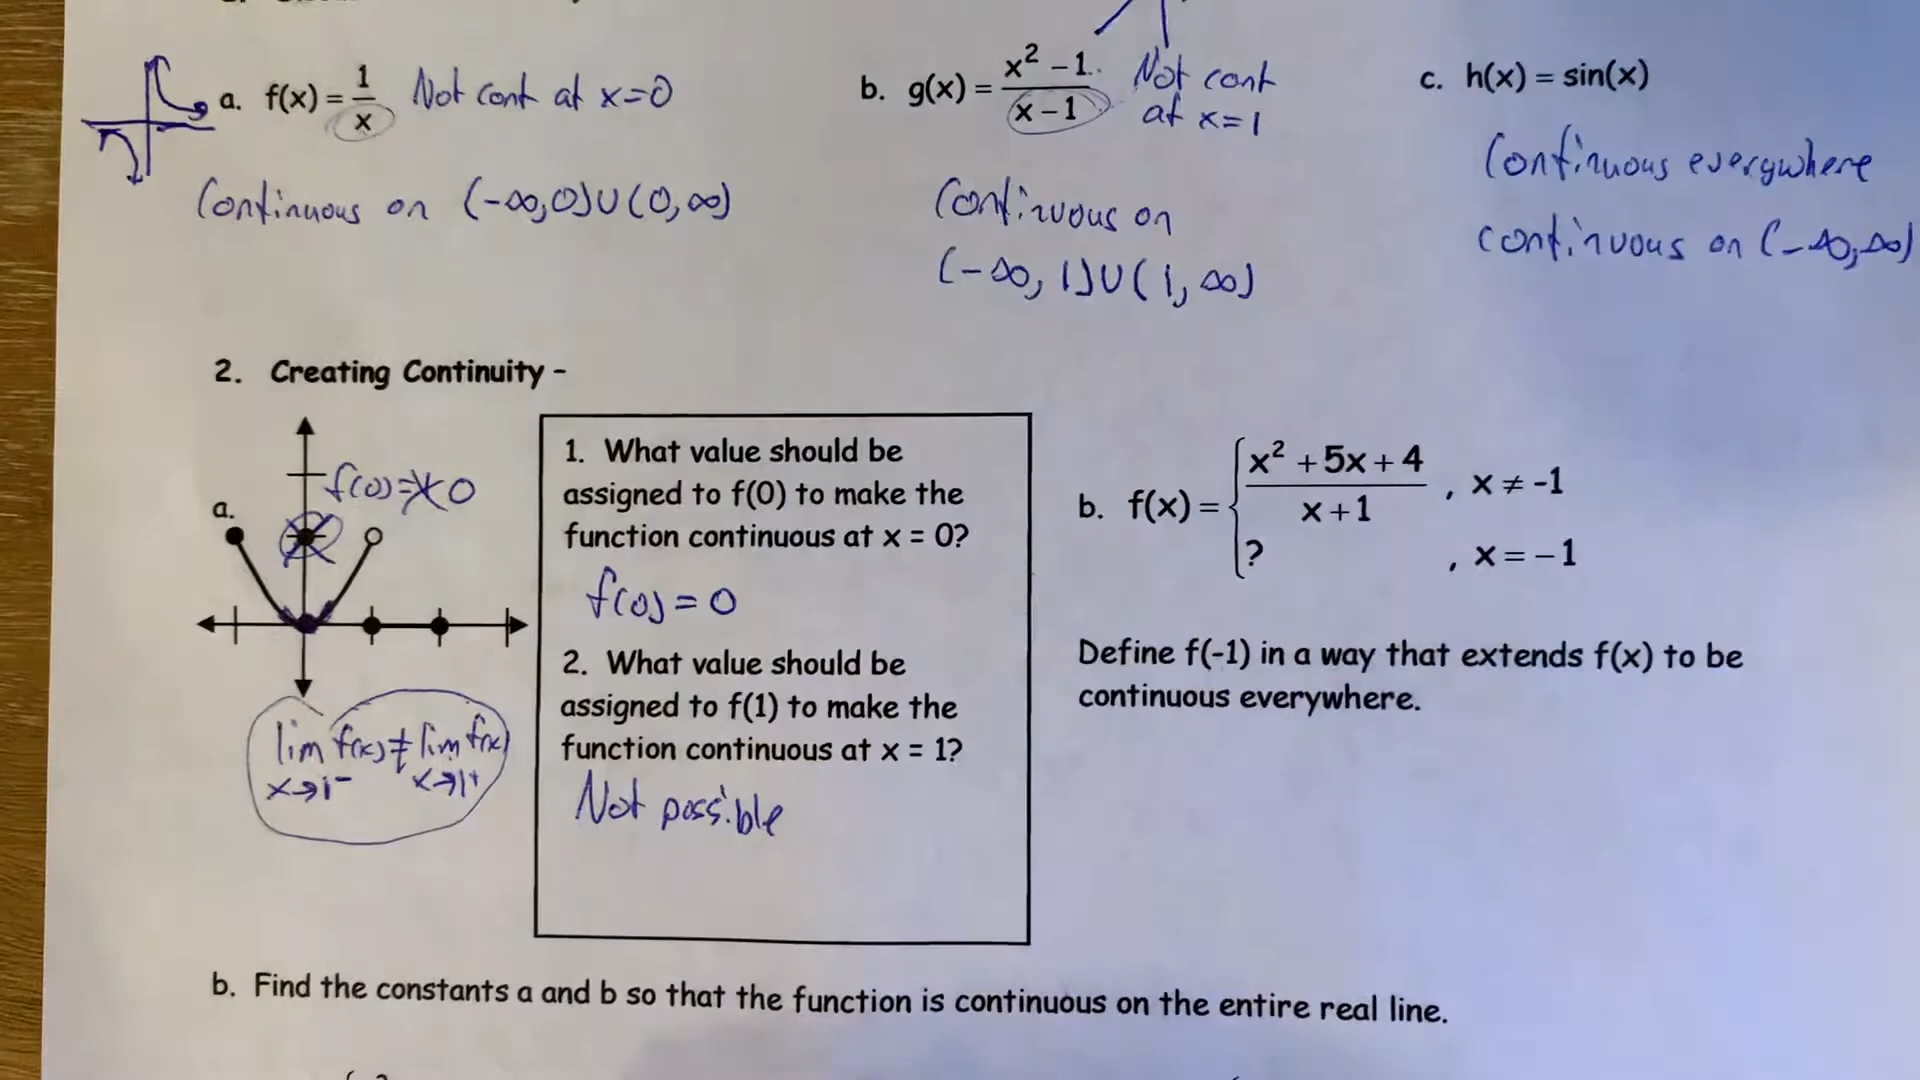 a. f(x) = 1/x Not cont at x=0
Continuous on (-∞,0)∪(0,∞)
b. g(x) = (x² - 1)/(x - 1) Not cont
at x=1
Continuous on
(-∞, 1)∪(1, ∞)
c. h(x) = sin(x)
Continuous everywhere
continuous on (-∞,∞)
2. Creating Continuity -
a.
f(0)= 0
lim f(x) ≠ lim f(x)
x→1⁻ x→1⁺
1. What value should be
assigned to f(0) to make the
function continuous at x = 0?
f(0) = 0
2. What value should be
assigned to f(1) to make the
function continuous at x = 1?
Not possible
b. f(x) = { (x² + 5x + 4)/(x + 1) , x ≠ -1
? , x = -1
Define f(-1) in a way that extends f(x) to be
continuous everywhere.
b. Find the constants a and b so that the function is continuous on the entire real line.